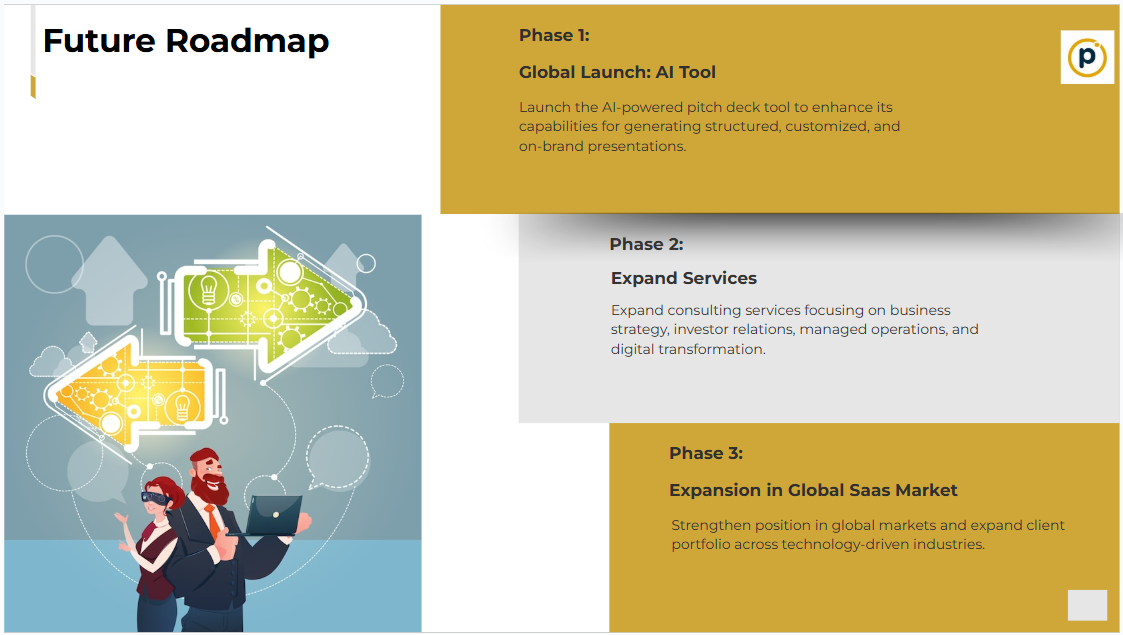 Future Roadmap
Phase 1:
Global Launch: AI Tool
Launch the AI-powered pitch deck tool to enhance its
capabilities for generating structured, customized, and
on-brand presentations.
p
Phase 2:
Expand Services
Expand consulting services focusing on business
strategy, investor relations, managed operations, and
digital transformation.
Phase 3:
Expansion in Global Saas Market
Strengthen position in global markets and expand client
portfolio across technology-driven industries.